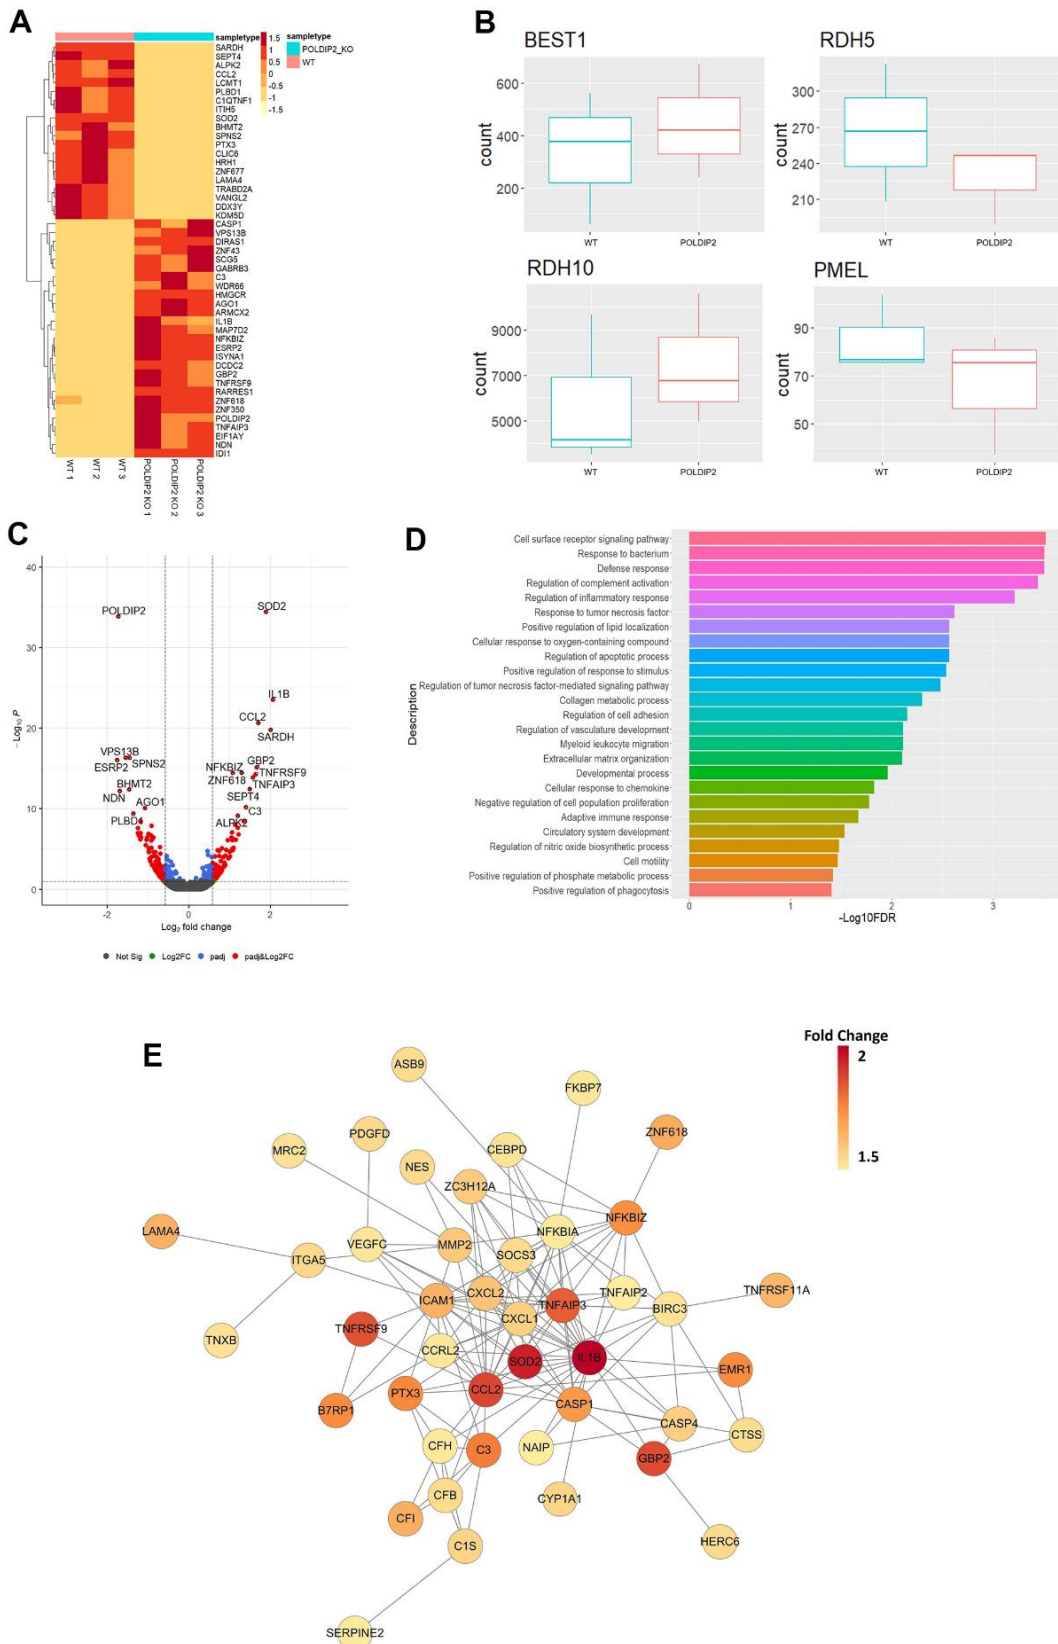 A
sampletype
SARDH
SEPT4
ALPK2
CCL2
LCMT1
PLBD1
C1QTNF1
ITIH5
SOD2
BHMT2
SPNS2
PTX3
CLIC6
HRH1
ZNF677
LAMA4
TRABD2A
VANGL2
DDX3Y
KDM5D
CASP1
VPS13B
DIRAS1
ZNF43
SCG5
GABRB3
C3
WDR66
HMGCR
AGO1
ARMCX2
IL1B
MAP7D2
NFKBIZ
ESRP2
ISYNA1
DCDC2
GBP2
TNFRSF9
RARRES1
ZNF618
ZNF350
POLDIP2
TNFAIP3
EIF1AY
NDN
IDI1
WT 1
WT 2
WT 3
POLDIP2 KO 1
POLDIP2 KO 2
POLDIP2 KO 3
1.5
1
0.5
0
-0.5
-1
-1.5
sampletype
POLDIP2_KO
WT
B
BEST1
count
600
400
200
WT
POLDIP2
RDH5
count
300
270
240
210
WT
POLDIP2
RDH10
count
9000
7000
5000
WT
POLDIP2
PMEL
count
90
70
50
WT
POLDIP2
C
− Log10 P
40
30
20
10
0
POLDIP2
SOD2
IL1B
CCL2
SARDH
VPS13B
SPNS2
ESRP2
GBP2
NFKBIZ
TNFRSF9
ZNF618
TNFAIP3
BHMT2
NDN
AGO1
SEPT4
C3
PLBD1
ALPK2
-2
0
2
Log2 fold change
Not Sig
Log2FC
padj
padj&Log2FC
D
Description
Cell surface receptor signaling pathway
Response to bacterium
Defense response
Regulation of complement activation
Regulation of inflammatory response
Response to tumor necrosis factor
Positive regulation of lipid localization
Cellular response to oxygen-containing compound
Regulation of apoptotic process
Positive regulation of response to stimulus
Regulation of tumor necrosis factor-mediated signaling pathway
Collagen metabolic process
Regulation of cell adhesion
Regulation of vasculature development
Myeloid leukocyte migration
Extracellular matrix organization
Developmental process
Cellular response to chemokine
Negative regulation of cell population proliferation
Adaptive immune response
Circulatory system development
Regulation of nitric oxide biosynthetic process
Cell motility
Positive regulation of phosphate metabolic process
Positive regulation of phagocytosis
0
1
2
3
-Log10FDR
E
Fold Change
2
1.5
ASB9
FKBP7
ZNF618
PDGFD
MRC2
CEBPD
NES
ZC3H12A
LAMA4
NFKBIZ
NFKBIA
VEGFC
MMP2
SOCS3
ITGA5
TNFRSF11A
TNFAIP2
CXCL2
ICAM1
TNFAIP3
BIRC3
CXCL1
TNFRSF9
TNXB
CCRL2
SOD2
IL1B
EMR1
CCL2
PTX3
B7RP1
CASP1
CASP4
CTSS
CFH
C3
NAIP
GBP2
CFB
CYP1A1
CFI
C1S
HERC6
SERPINE2